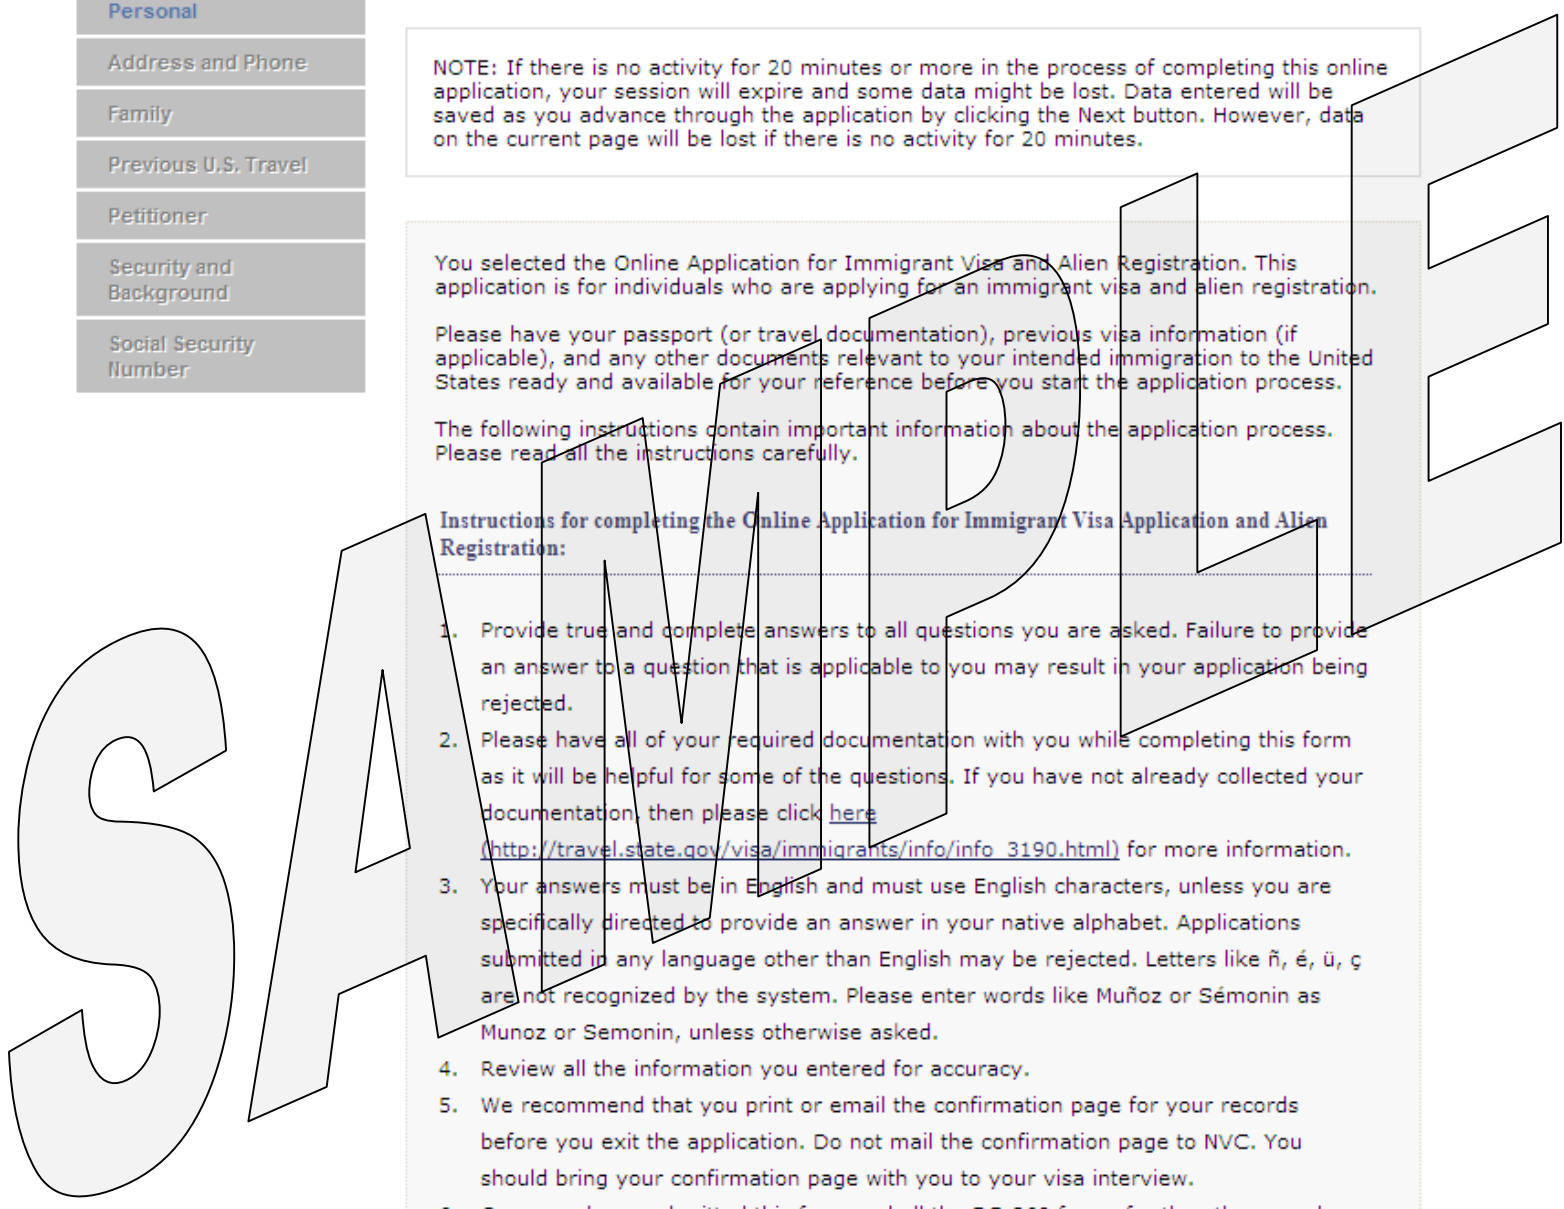 Personal
Address and Phone
Family
Previous U.S. Travel
Petitioner
Security and
Background
Social Security
Number
NOTE: If there is no activity for 20 minutes or more in the process of completing this online
application, your session will expire and some data might be lost. Data entered will be
saved as you advance through the application by clicking the Next button. However, data
on the current page will be lost if there is no activity for 20 minutes.
You selected the Online Application for Immigrant Visa and Alien Registration. This
application is for individuals who are applying for an immigrant visa and alien registration.
Please have your passport (or travel documentation), previous visa information (if
applicable), and any other documents relevant to your intended immigration to the United
States ready and available for your reference before you start the application process.
The following instructions contain important information about the application process.
Please read all the instructions carefully.
Instructions for completing the Online Application for Immigrant Visa Application and Alien
Registration:
1. Provide true and complete answers to all questions you are asked. Failure to provide
an answer to a question that is applicable to you may result in your application being
rejected.
2. Please have all of your required documentation with you while completing this form
as it will be helpful for some of the questions. If you have not already collected your
documentation, then please click here
(http://travel.state.gov/visa/immigrants/info/info_3190.html) for more information.
3. Your answers must be in English and must use English characters, unless you are
specifically directed to provide an answer in your native alphabet. Applications
submitted in any language other than English may be rejected. Letters like ñ, é, ü, ç
are not recognized by the system. Please enter words like Muñoz or Sémonin as
Munoz or Semonin, unless otherwise asked.
4. Review all the information you entered for accuracy.
5. We recommend that you print or email the confirmation page for your records
before you exit the application. Do not mail the confirmation page to NVC. You
should bring your confirmation page with you to your visa interview.
SAMPLE